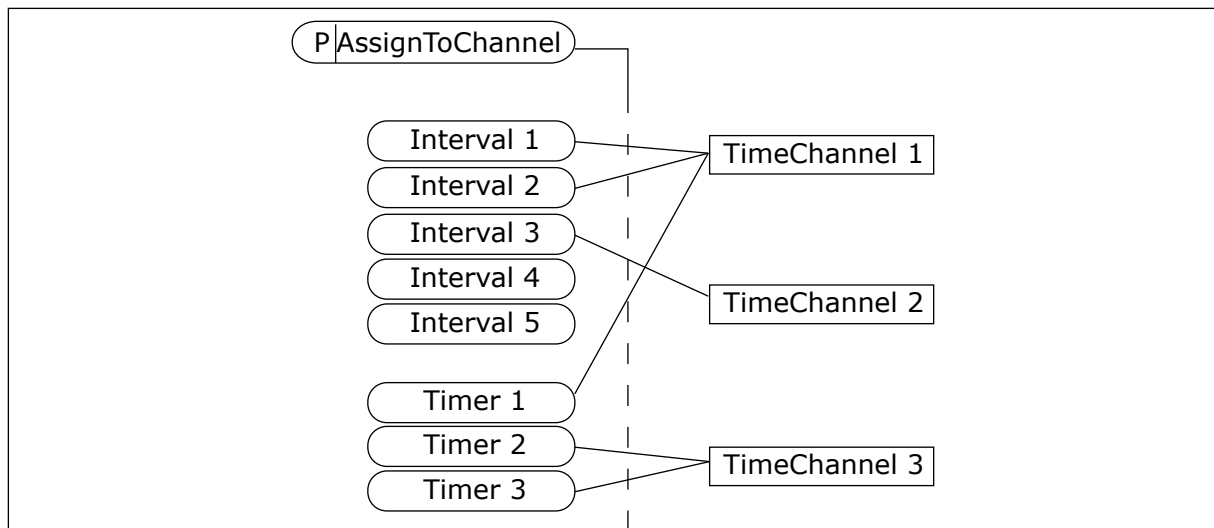 P AssignToChannel
Interval 1
TimeChannel 1
Interval 2
Interval 3
Interval 4
TimeChannel 2
Interval 5
Timer 1
Timer 2
TimeChannel 3
Timer 3